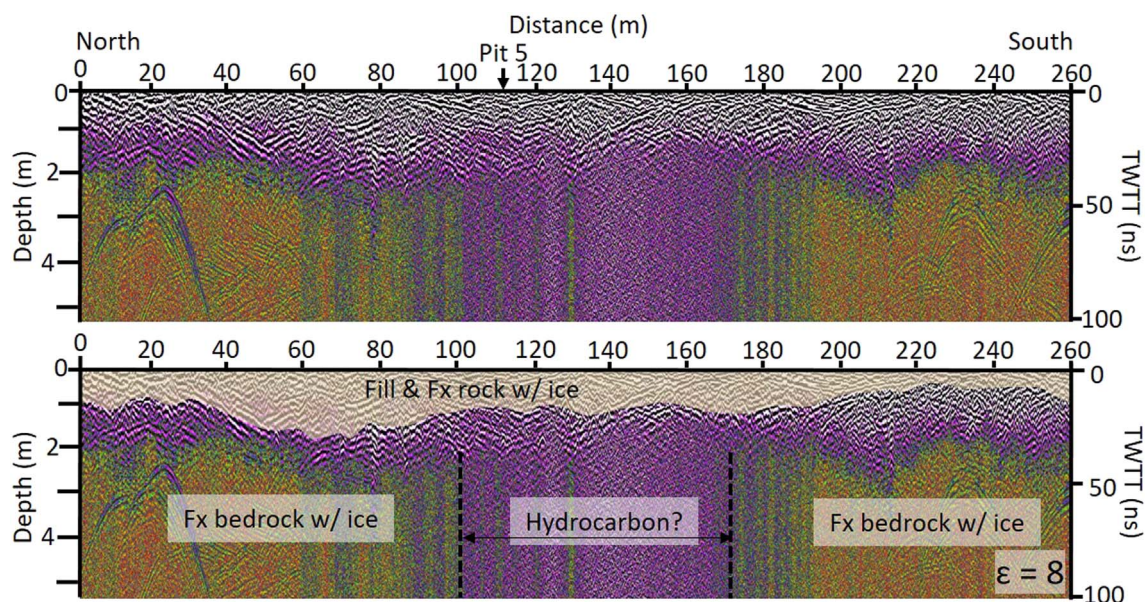 Distance (m)
North
Pit 5
South
0 20 40 60 80 100 120 140 160 180 200 220 240 260
0
2
4
Depth (m)
0
50
100
TWTT (ns)
0 20 40 60 80 100 120 140 160 180 200 220 240 260
0
2
4
Depth (m)
Fill & Fx rock w/ ice
Fx bedrock w/ ice
Hydrocarbon?
Fx bedrock w/ ice
ε = 8
0
50
100
TWTT (ns)